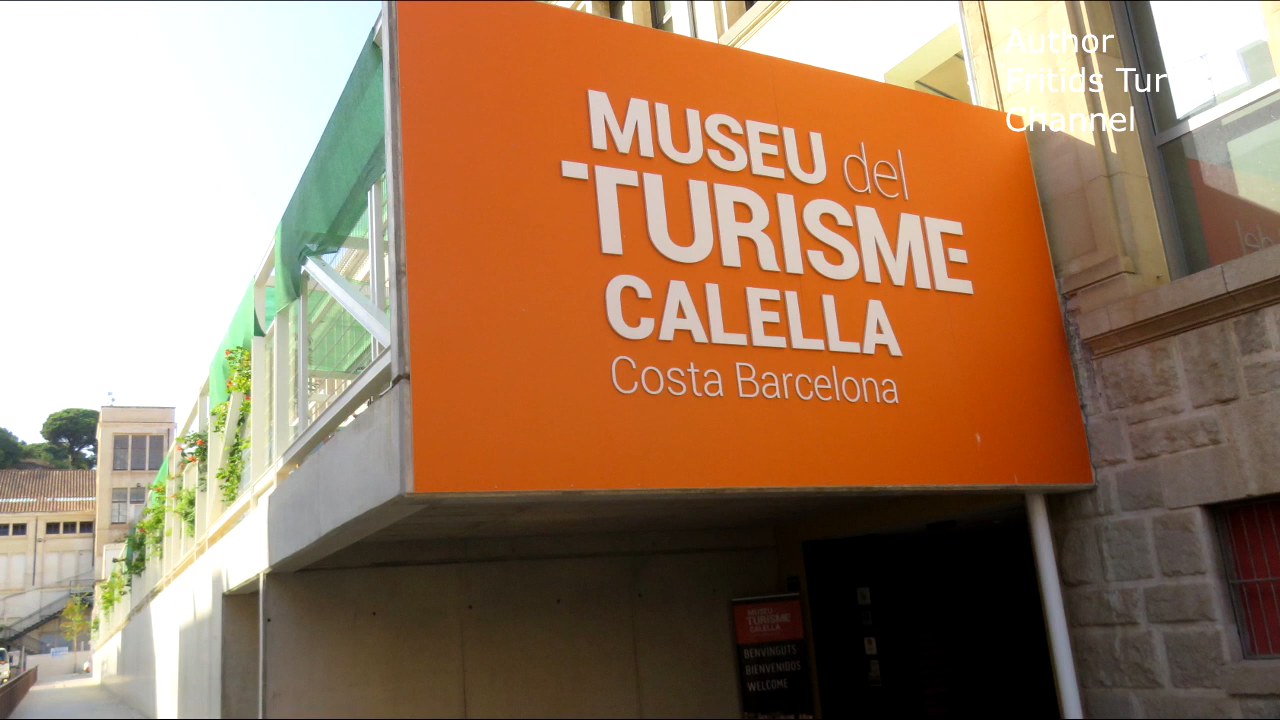 Author
Fritids Tur
Channel
MUSEU del
TURISME
CALELLA
Costa Barcelona
MUSEU
TURISME
CALELLA
BENVINGUTS
BIENVENIDOS
WELCOME